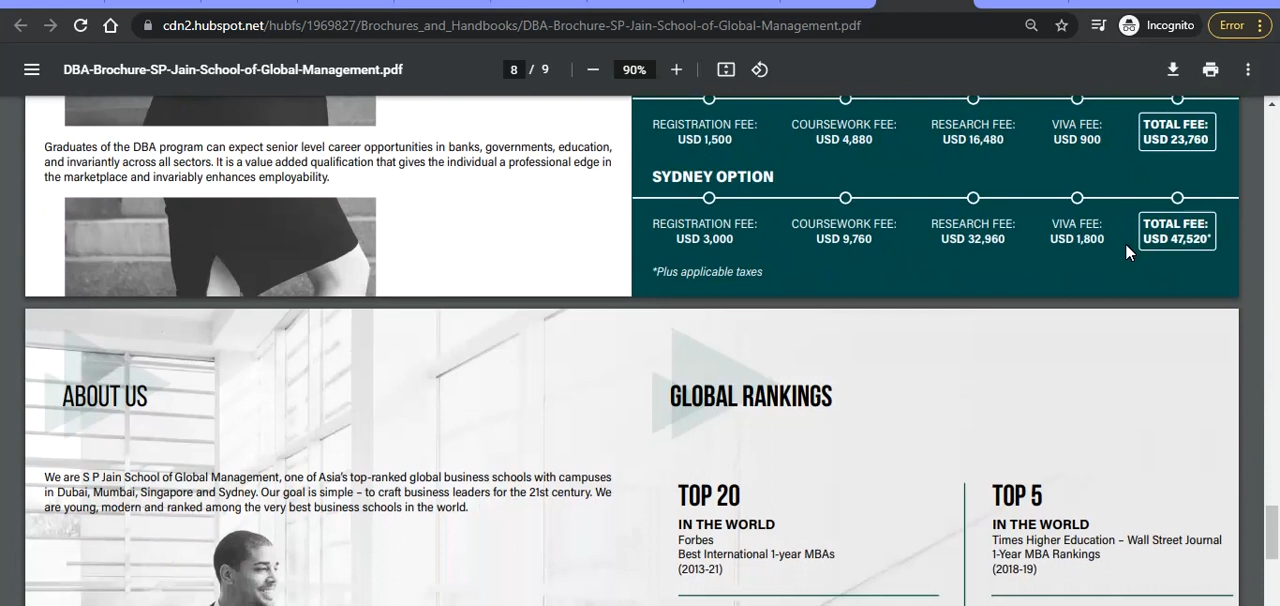 cdn2.hubspot.net/hubfs/1969827/Brochures_and_Handbooks/DBA-Brochure-SP-Jain-School-of-Global-Management.pdf
Incognito
Error
DBA-Brochure-SP-Jain-School-of-Global-Management.pdf
8 / 9
90%
Graduates of the DBA program can expect senior level career opportunities in banks, governments, education,
and invariantly across all sectors. It is a value added qualification that gives the individual a professional edge in
the marketplace and invariably enhances employability.
REGISTRATION FEE: COURSEWORK FEE: RESEARCH FEE: VIVA FEE: TOTAL FEE:
USD 1,500 USD 4,880 USD 16,480 USD 900 USD 23,760
SYDNEY OPTION
REGISTRATION FEE: COURSEWORK FEE: RESEARCH FEE: VIVA FEE: TOTAL FEE:
USD 3,000 USD 9,760 USD 32,960 USD 1,800 USD 47,520*
*Plus applicable taxes
ABOUT US
We are S P Jain School of Global Management, one of Asia's top-ranked global business schools with campuses
in Dubai, Mumbai, Singapore and Sydney. Our goal is simple – to craft business leaders for the 21st century. We
are young, modern and ranked among the very best business schools in the world.
GLOBAL RANKINGS
TOP 20
IN THE WORLD
Forbes
Best International 1-year MBAs
(2013-21)
TOP 5
IN THE WORLD
Times Higher Education – Wall Street Journal
1-Year MBA Rankings
(2018-19)